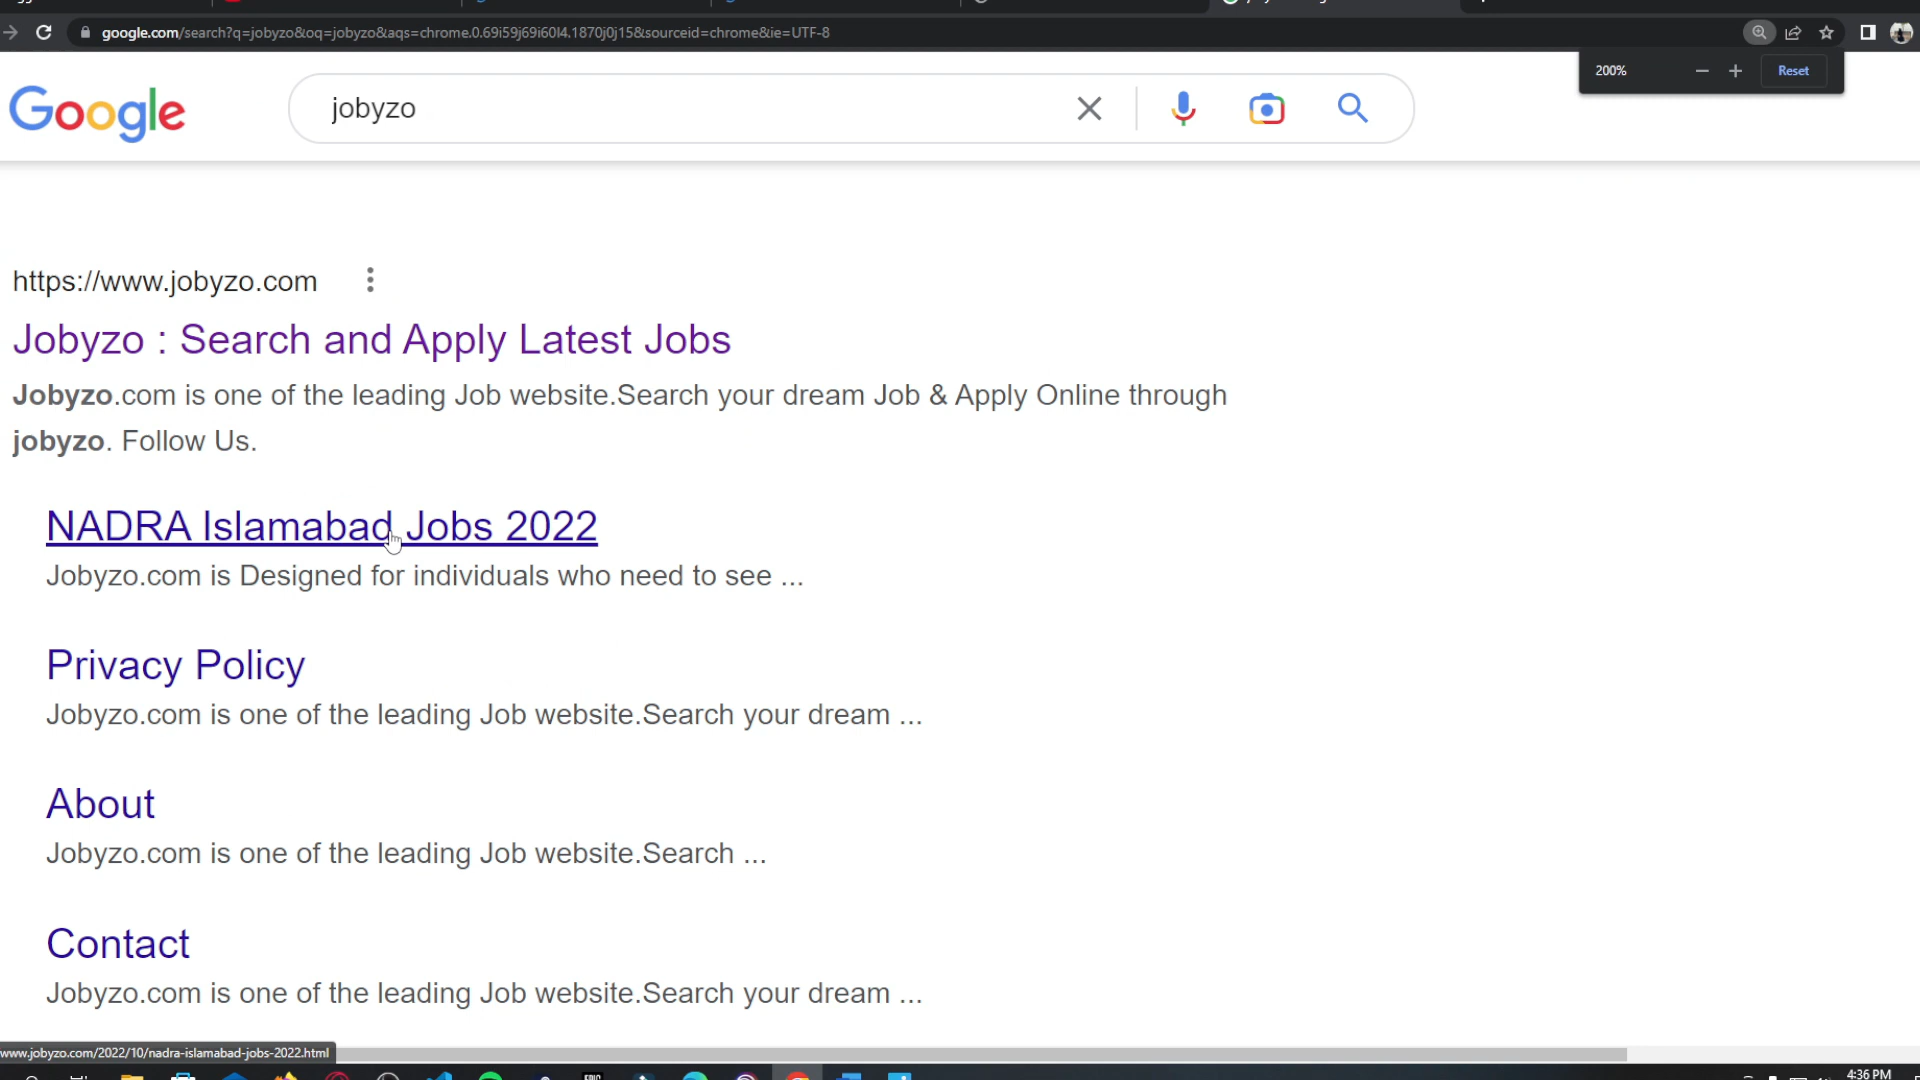 google.com/search?q=jobyzo&oq=jobyzo&aqs=chrome.0.69i59j69i60l4.1870j0j15&sourceid=chrome&ie=UTF-8
200%
Reset
Google
jobyzo
https://www.jobyzo.com
Jobyzo : Search and Apply Latest Jobs
Jobyzo.com is one of the leading Job website.Search your dream Job & Apply Online through
jobyzo. Follow Us.
NADRA Islamabad Jobs 2022
Jobyzo.com is Designed for individuals who need to see ...
Privacy Policy
Jobyzo.com is one of the leading Job website.Search your dream ...
About
Jobyzo.com is one of the leading Job website.Search ...
Contact
Jobyzo.com is one of the leading Job website.Search your dream ...
www.jobyzo.com/2022/10/nadra-islamabad-jobs-2022.html
EPIC
4:36 PM